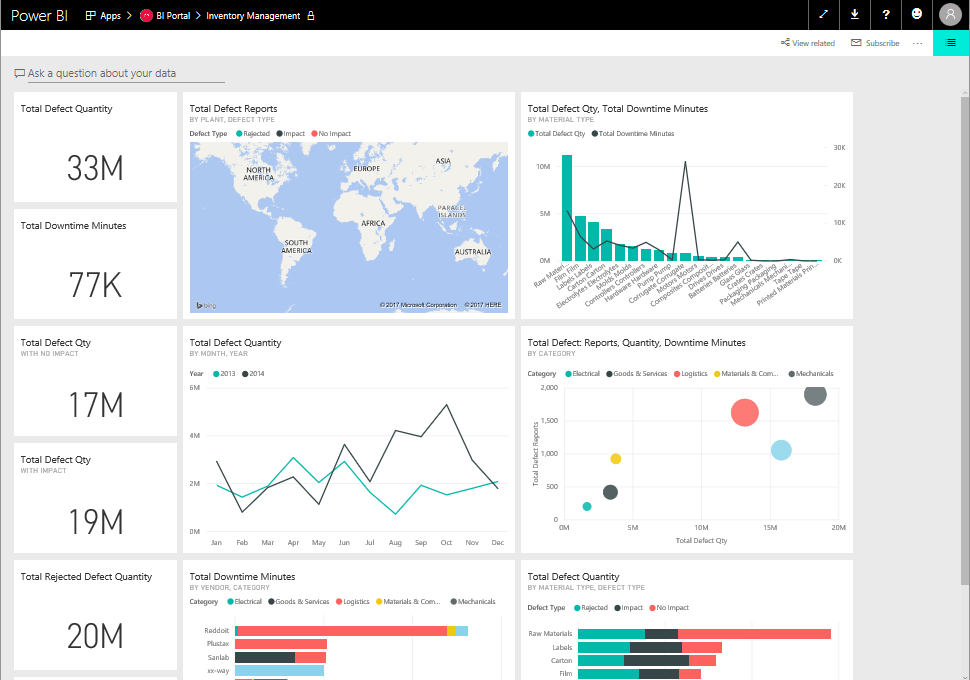 Power BI Apps > BI Portal > Inventory Management
?
View related Subscribe ...
Ask a question about your data
Total Defect Quantity
33M
Total Downtime Minutes
77K
Total Defect Qty
WITH NO IMPACT
17M
Total Defect Qty
WITH IMPACT
19M
Total Rejected Defect Quantity
20M
Total Defect Reports
BY PLANT, DEFECT TYPE
Defect Type Rejected Impact No Impact
NORTH
AMERICA
EUROPE
ASIA
PARACEL
ISLANDS
AFRICA
SOUTH
AMERICA
AUSTRALIA
bing
© 2017 Microsoft Corporation © 2017 HERE
Total Defect Qty, Total Downtime Minutes
BY MATERIAL TYPE
Total Defect Qty Total Downtime Minutes
10M
5M
0M
30K
20K
10K
0K
Raw Materi...
Film Film
Labels Labels
Carton Carton
Electrolytes Electrolytes
Molds Molds
Controllers Controllers
Hardware Hardware
Pump Pump
Corrugate Corrugate
Motors Motors
Composites Composit...
Drives Drives
Batteries Batteries
Glass Glass
Crates Crates
Packaging Packaging
Mechanicals Mechani...
Tape Tape
Printed Materials Prin...
Total Defect Quantity
BY MONTH, YEAR
Year 2013 2014
6M
4M
2M
0M
Jan Feb Mar Apr May Jun Jul Aug Sep Oct Nov Dec
Total Defect: Reports, Quantity, Downtime Minutes
BY CATEGORY
Category Electrical Goods & Services Logistics Materials & Com... Mechanicals
Total Defect Reports
2,000
1,500
1,000
500
0
0M 5M 10M 15M 20M
Total Defect Qty
Total Downtime Minutes
BY VENDOR, CATEGORY
Category Electrical Goods & Services Logistics Materials & Com... Mechanicals
Reddoit
Plustax
Sanlab
xx-way
Total Defect Quantity
BY MATERIAL TYPE, DEFECT TYPE
Defect Type Rejected Impact No Impact
Raw Materials
Labels
Carton
Film